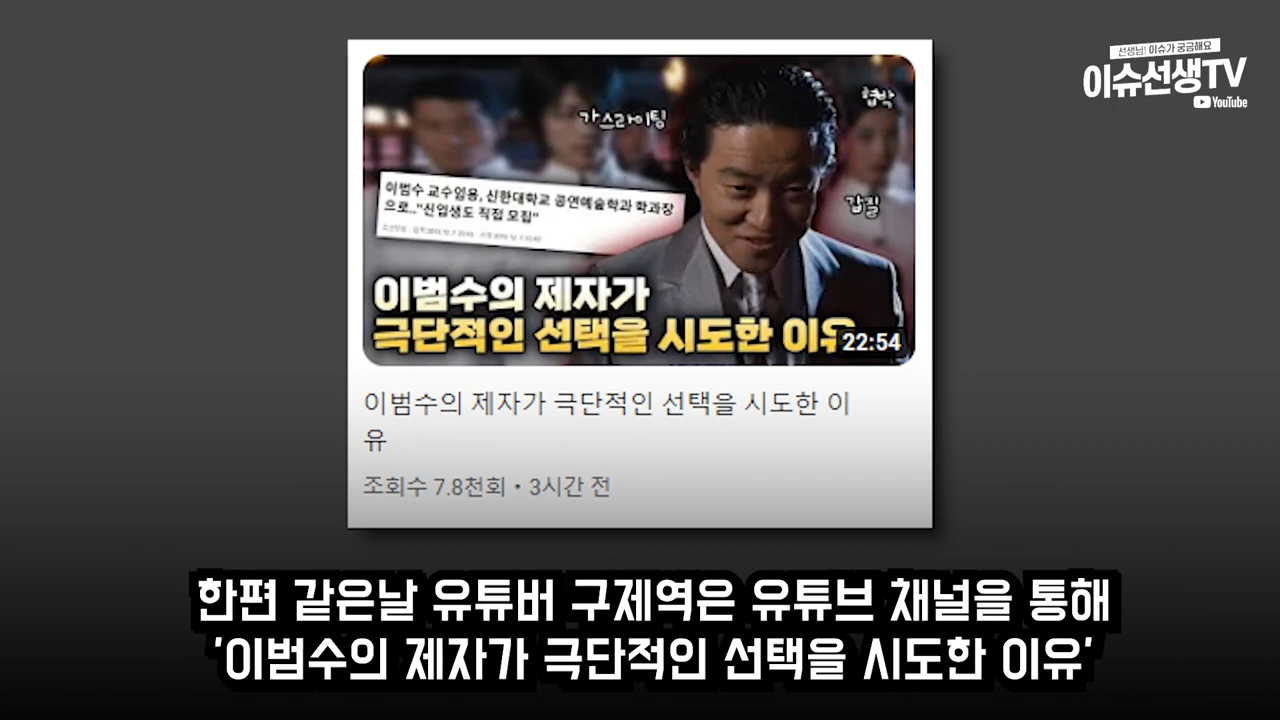 선생님! 이슈가 궁금해요
이슈선생TV
YouTube
가스라이팅
협박
갑질
이범수 교수임용, 신한대학교 공연예술학과 학과장
으로.."신입생도 직접 모집"
이범수의 제자가
극단적인 선택을 시도한 이유
22:54
이범수의 제자가 극단적인 선택을 시도한 이
유
조회수 7.8천회 • 3시간 전
한편 같은날 유튜버 구제역은 유튜브 채널을 통해
'이범수의 제자가 극단적인 선택을 시도한 이유'